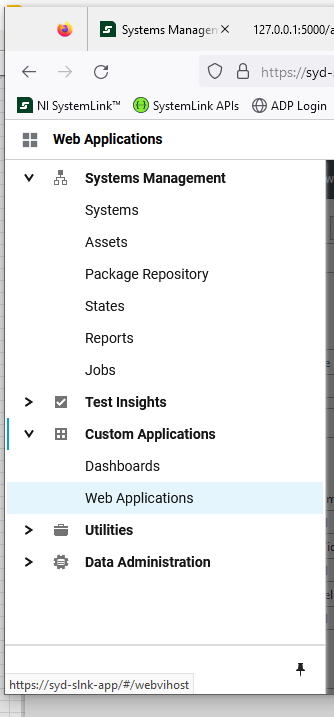 Systems Managen
127.0.0.1:5000/a
https://syd-s
NI SystemLink™
SystemLink APIs
ADP Login
Web Applications
Systems Management
Systems
Assets
Package Repository
States
Reports
Jobs
Test Insights
Custom Applications
Dashboards
Web Applications
Utilities
Data Administration
https://syd-slnk-app/#/webvihost